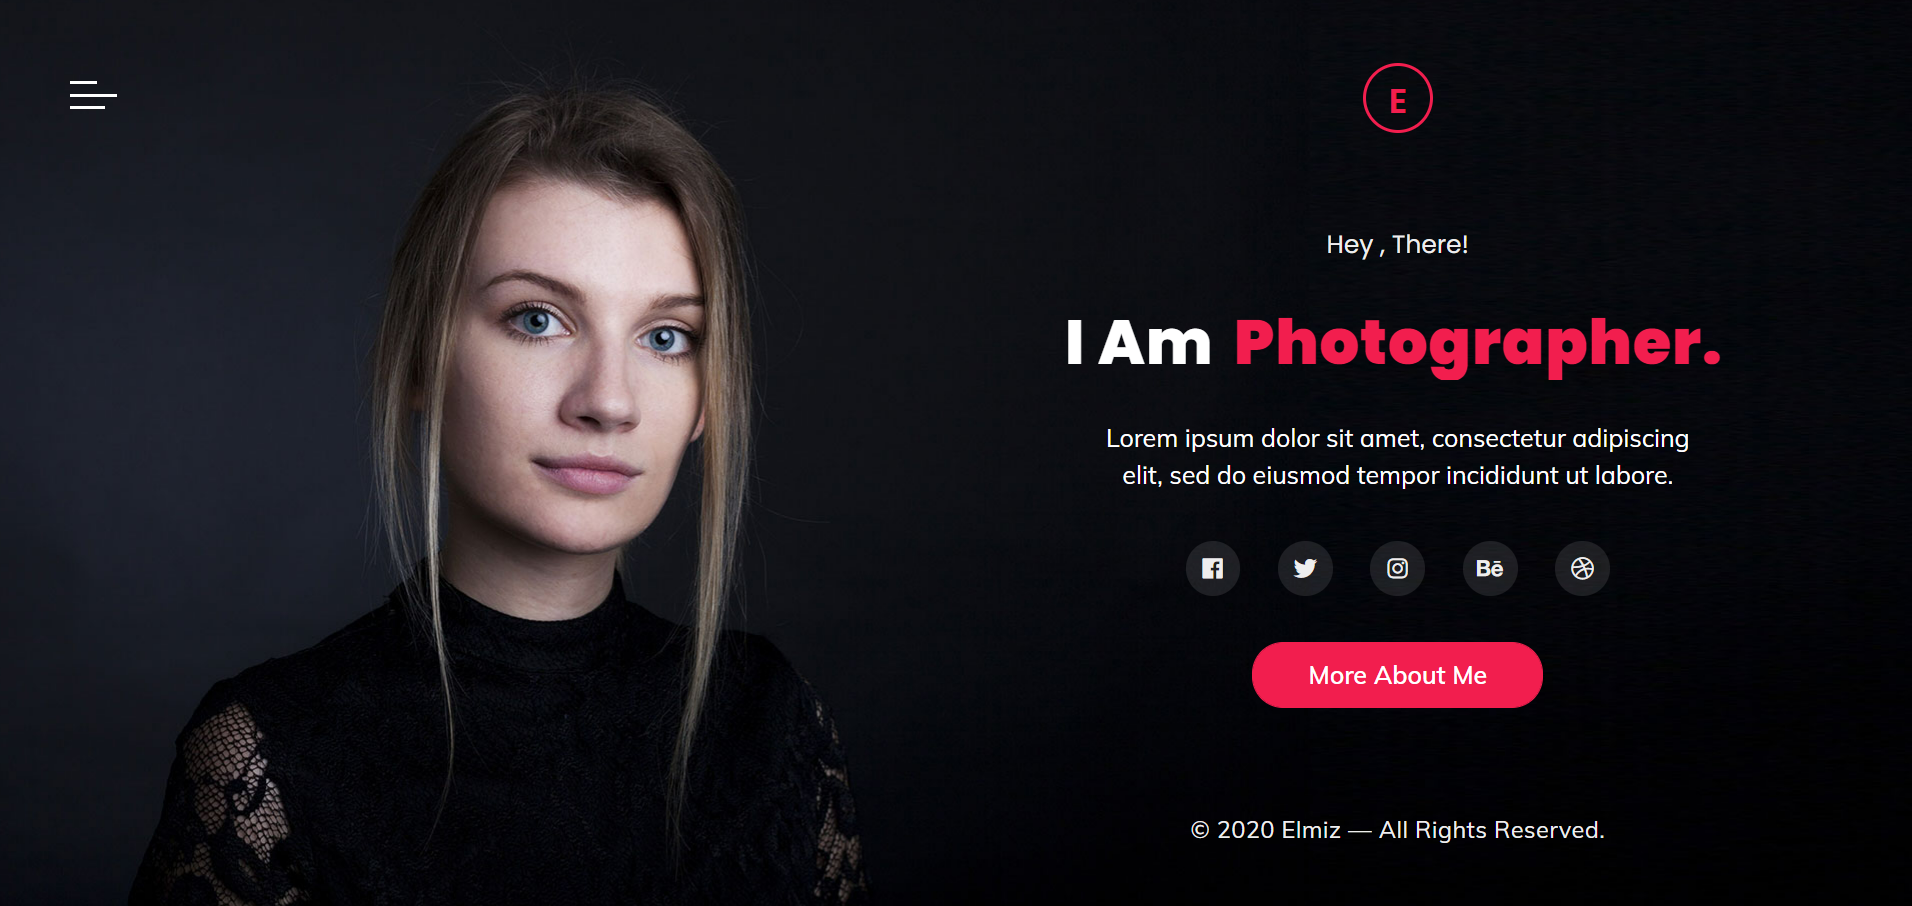 E
Hey , There!
I Am Photographer.
Lorem ipsum dolor sit amet, consectetur adipiscing
elit, sed do eiusmod tempor incididunt ut labore.
Bē
More About Me
© 2020 Elmiz — All Rights Reserved.